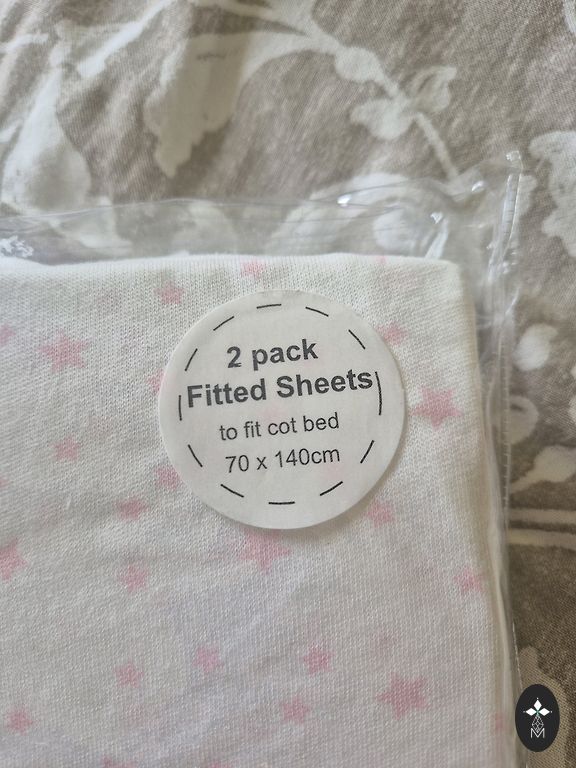 2 pack
Fitted Sheets
to fit cot bed
70 x 140cm
M